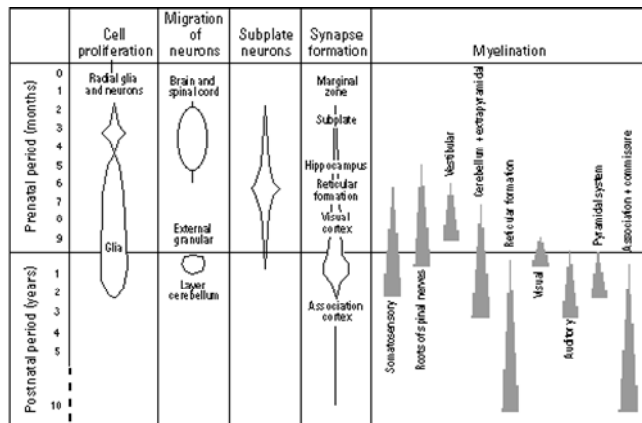 Cell
proliferation
Migration
of
neurons
Subplate
neurons
Synapse
formation
Myelination
Prenatal period (months)
0
1
2
3
4
5
6
7
0
9
Postnatal period (years)
1
2
3
4
5
10
Radial glia
and neurons
Glia
Brain and
spinal cord
External
granular
Layer
cerebellum
Marginal
zone
Subplate
Hippocampus
Reticular
formation
Visual
cortex
Association
cortex
Somatosensory
Roots of spinal nerves
Vestibular
Cerebellum + extrapyramidal
Reticular formation
Visual
Auditory
Pyramidal system
Association + commissure